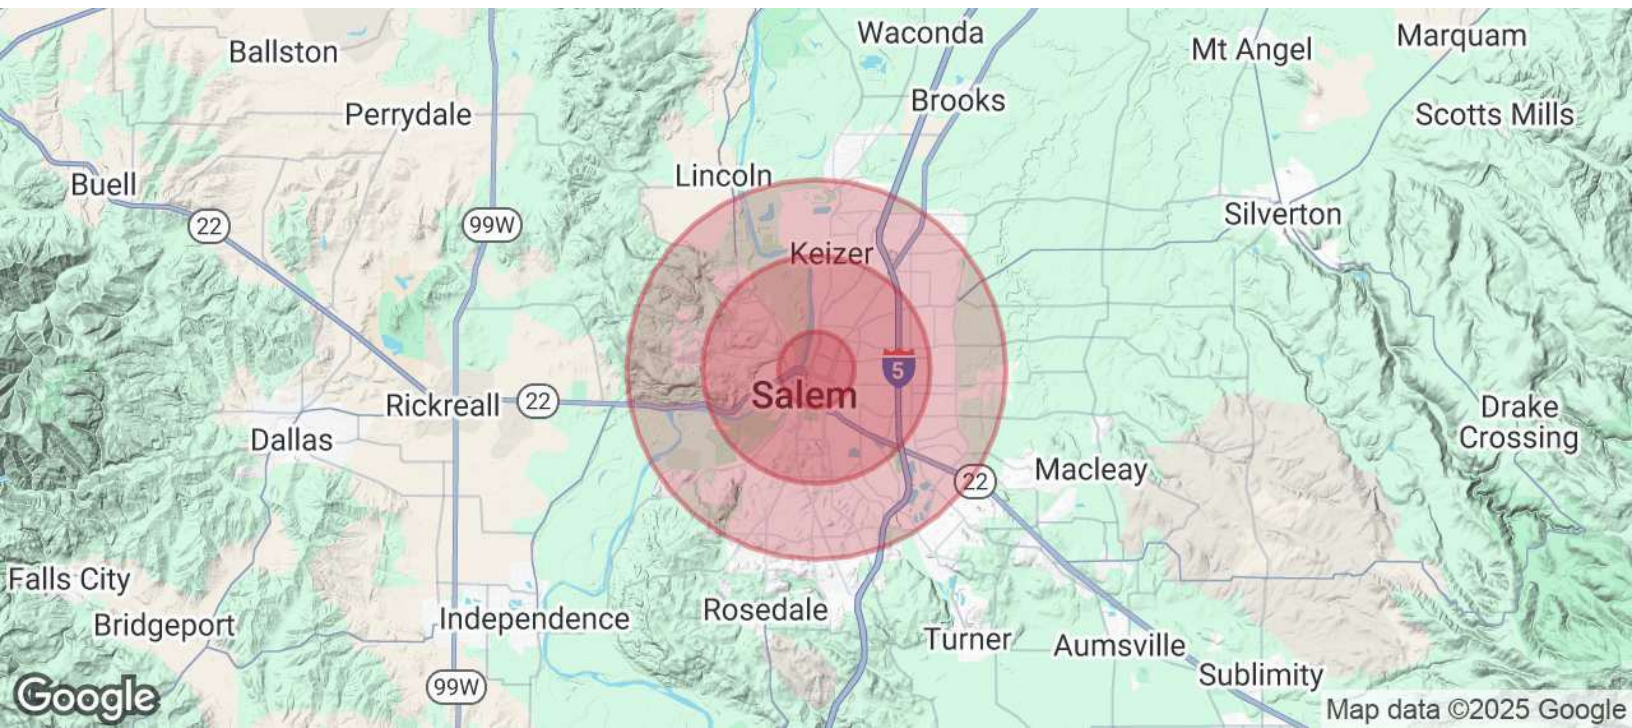 Waconda
Marquam
Ballston
Mt Angel
Brooks
Perrydale
Scotts Mills
Lincoln
Buell
Silverton
22
99W
Keizer
5
Salem
Rickreall
22
Drake
Crossing
Dallas
Macleay
22
Falls City
Rosedale
Independence
Bridgeport
Turner
Aumsville
Sublimity
99W
Google
Map data ©2025 Google